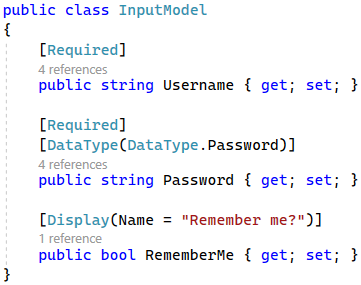 public class InputModel
{
[Required]
4 references
public string Username { get; set; }
[Required]
[DataType(DataType.Password)]
4 references
public string Password { get; set; }
[Display(Name = "Remember me?")]
1 reference
public bool RememberMe { get; set; }
}